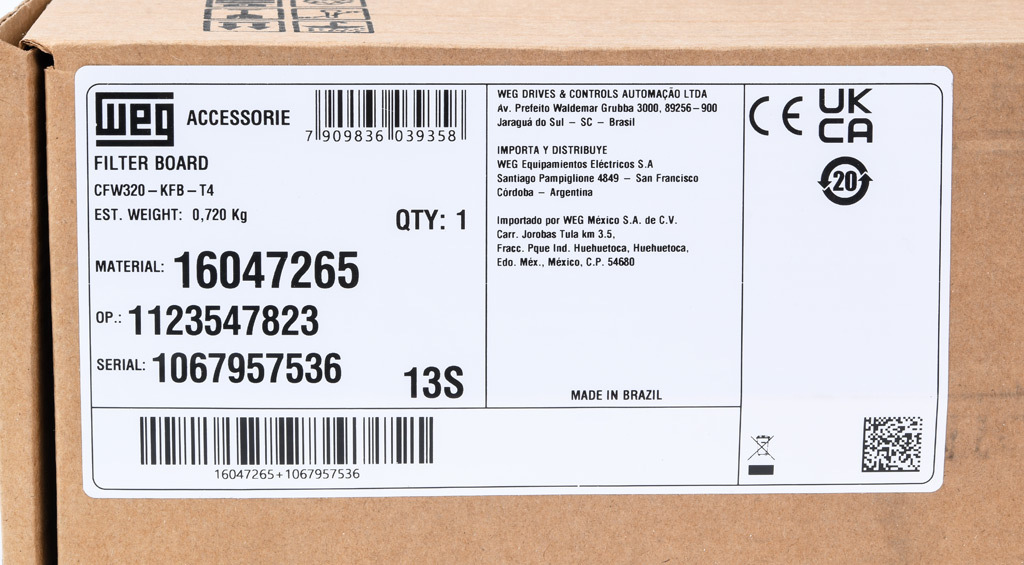 WEG ACCESSORIE
7 909836 039358
FILTER BOARD
CFW320-KFB-T4
EST. WEIGHT: 0,720 Kg
QTY: 1
MATERIAL: 16047265
OP.: 1123547823
SERIAL: 1067957536
13S
16047265+1067957536
WEG DRIVES & CONTROLS AUTOMAÇÃO LTDA
Av. Prefeito Waldemar Grubba 3000, 89256-900
Jaraguá do Sul - SC - Brasil
IMPORTA Y DISTRIBUYE
WEG Equipamientos Eléctricos S.A
Santiago Pampiglione 4849 - San Francisco
Córdoba - Argentina
Importado por WEG México S.A. de C.V.
Carr. Jorobas Tula km 3.5,
Fracc. Pque Ind. Huehuetoca, Huehuetoca,
Edo. Méx., México, C.P. 54680
MADE IN BRAZIL
CE
UK
CA
20